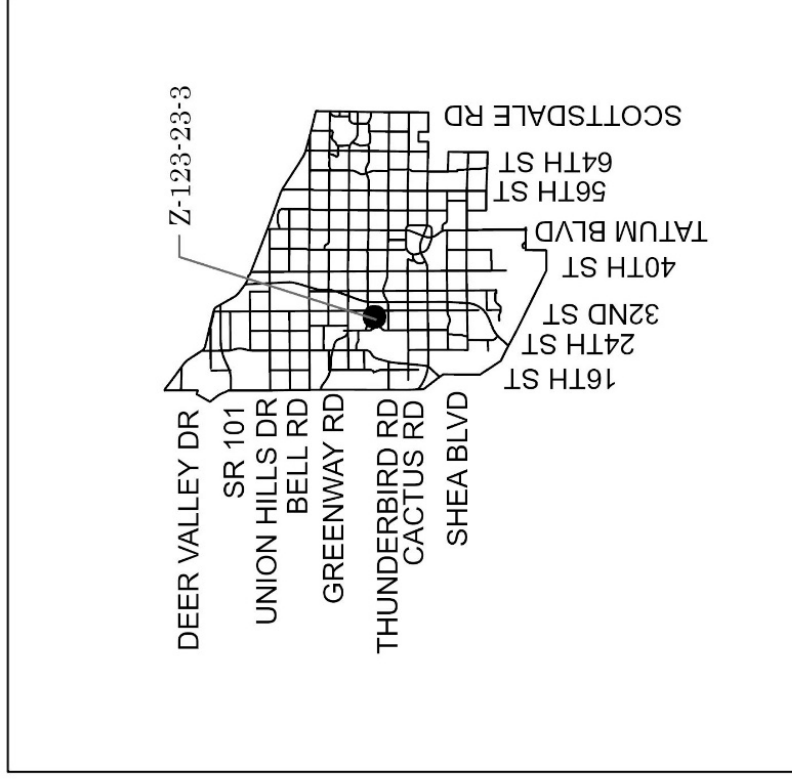 Z-123-23-3
SCOTTSDALE RD
64TH ST
56TH ST
TATUM BLVD
40TH ST
32ND ST
24TH ST
16TH ST
DEER VALLEY DR
SR 101
UNION HILLS DR
BELL RD
GREENWAY RD
THUNDERBIRD RD
CACTUS RD
SHEA BLVD